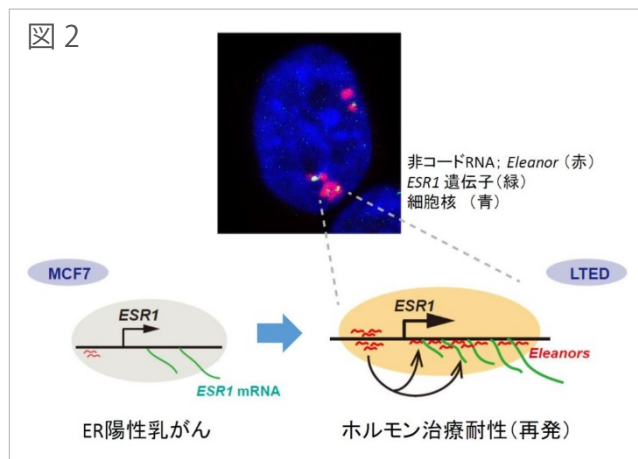 図 2
非コードRNA; Eleanor (赤)
ESR1 遺伝子(緑)
細胞核 (青)
MCF7
LTED
ESR1
ESR1
Eleanors
ESR1 mRNA
ER陽性乳がん
ホルモン治療耐性(再発)